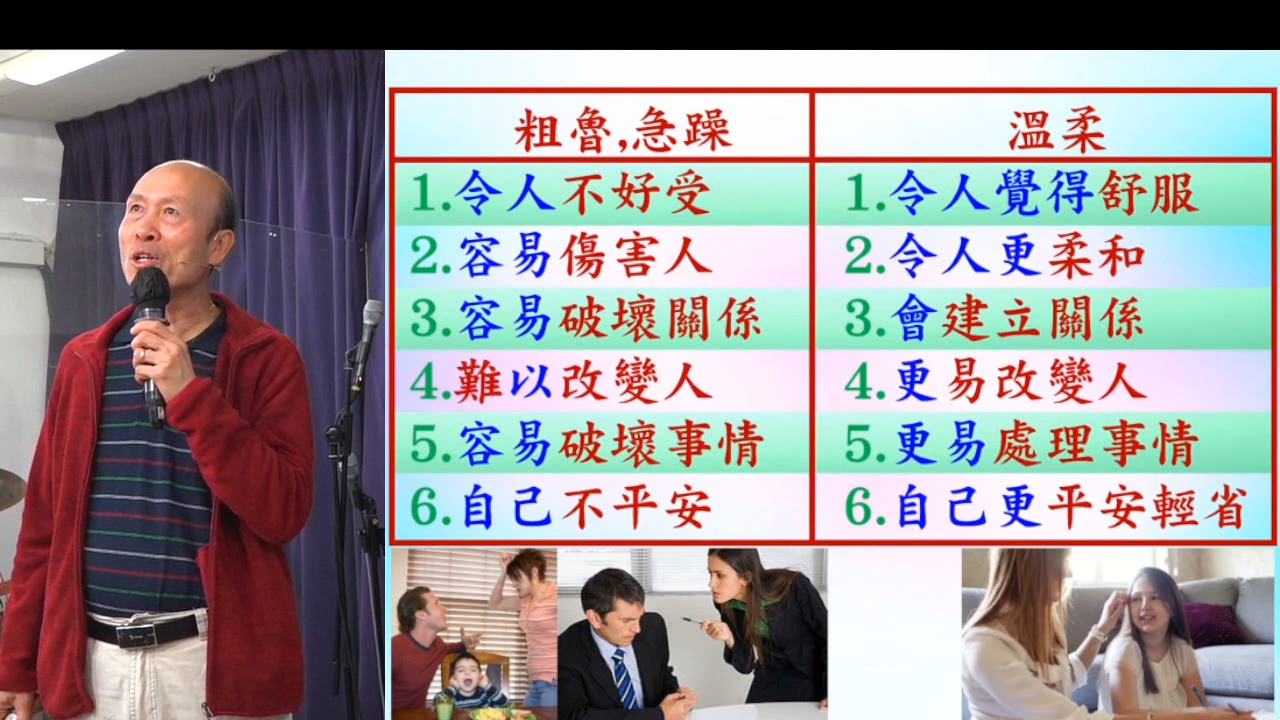 粗魯,急躁
溫柔
1.令人不好受
1.令人覺得舒服
2.容易傷害人
2.令人更柔和
3.容易破壞關係
3.會建立關係
4.難以改變人
4.更易改變人
5.容易破壞事情
5.更易處理事情
6.自己不平安
6.自己更平安輕省